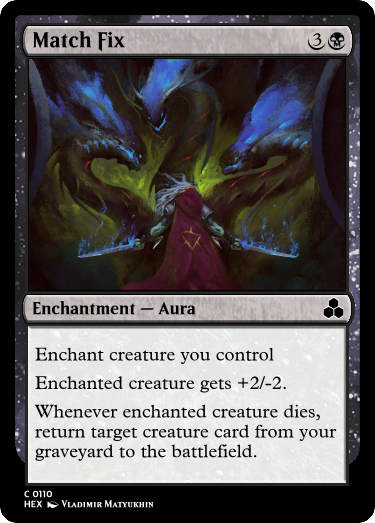 Match Fix 3
Enchantment — Aura
Enchant creature you control
Enchanted creature gets +2/-2.
Whenever enchanted creature dies,
return target creature card from your
graveyard to the battlefield.
C 0110
HEX Vladimir Matyukhin